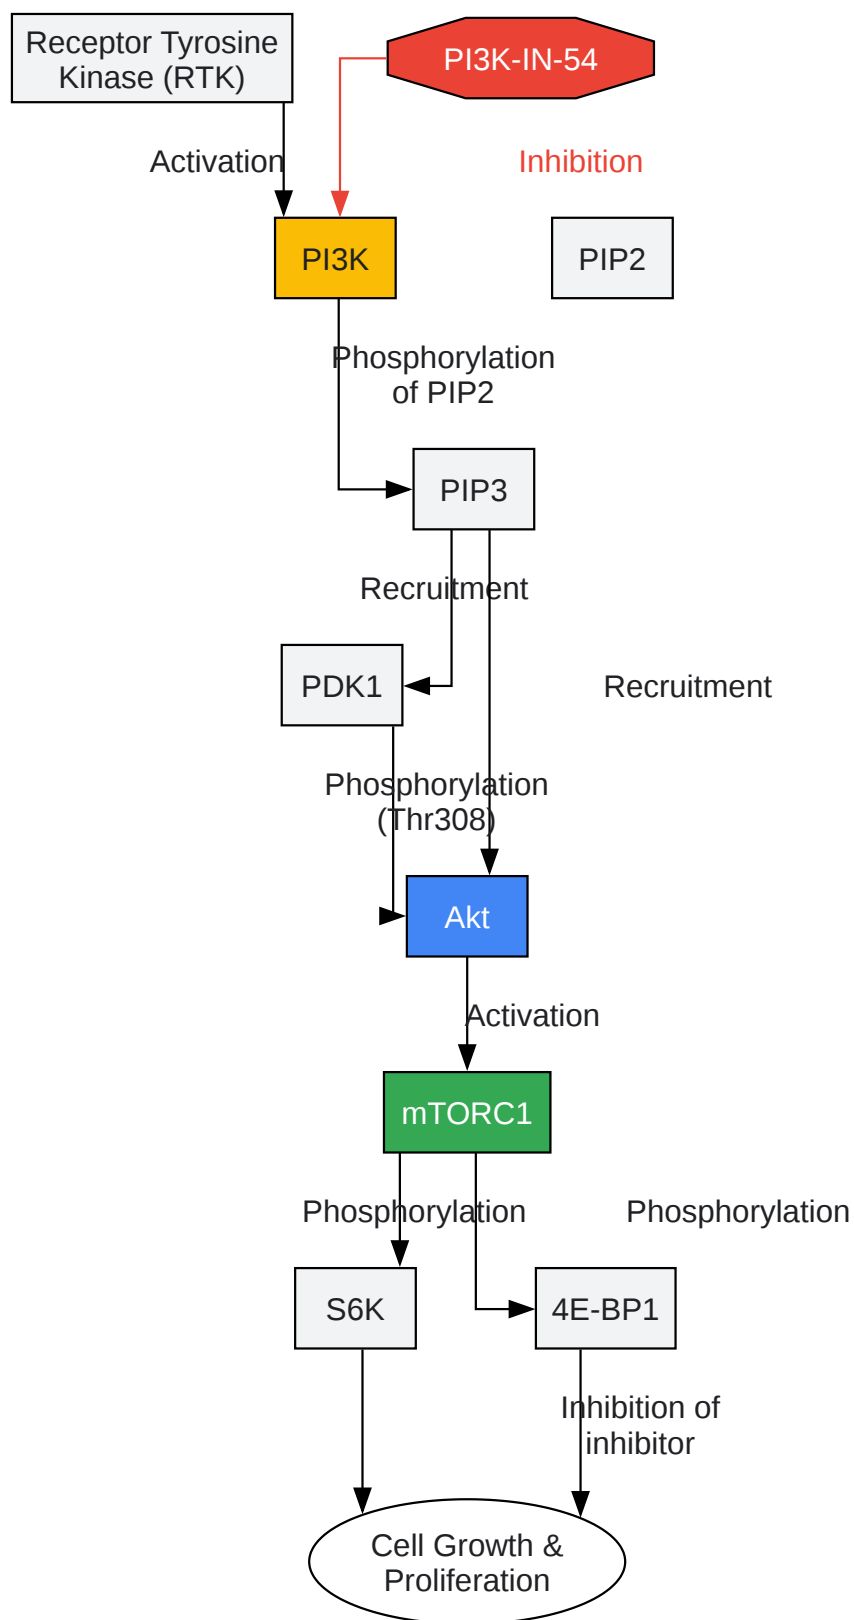 Receptor Tyrosine
Kinase (RTK)
PI3K-IN-54
Activation
Inhibition
PI3K
PIP2
Phosphorylation
of PIP2
PIP3
Recruitment
PDK1
Recruitment
Phosphorylation
(Thr308)
Akt
Activation
mTORC1
Phosphorylation
Phosphorylation
S6K
4E-BP1
Inhibition of
inhibitor
Cell Growth &
Proliferation